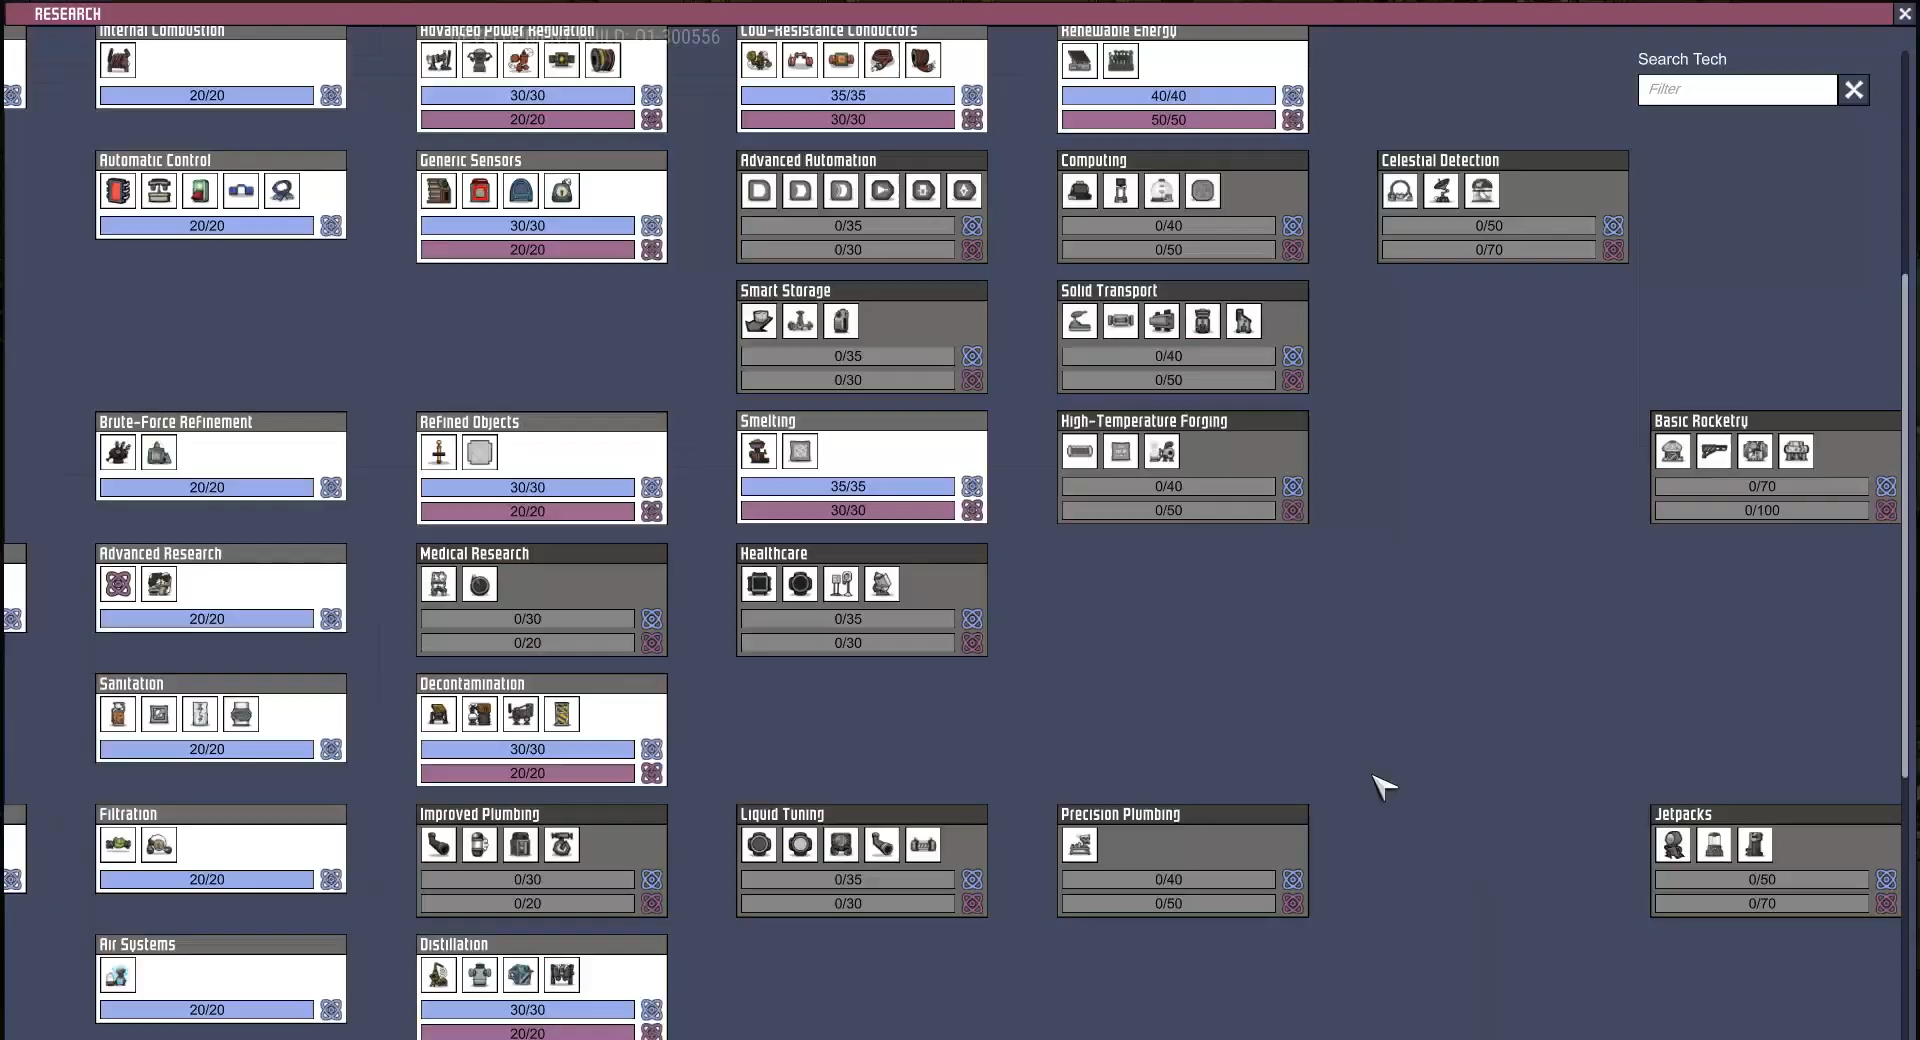 RESEARCH
Internal Combustion
Advanced Power Regulation
Low-Resistance Conductors
Renewable Energy
BUILD: Q1-300556
Search Tech
Filter
20/20
30/30
35/35
40/40
20/20
30/30
50/50
Automatic Control
Generic Sensors
Advanced Automation
Computing
Celestial Detection
20/20
30/30
0/35
0/40
0/50
20/20
0/30
0/50
0/70
Smart Storage
Solid Transport
0/35
0/40
0/30
0/50
Brute-Force Refinement
Refined Objects
Smelting
High-Temperature Forging
Basic Rocketry
20/20
30/30
35/35
0/40
0/70
20/20
30/30
0/50
0/100
Advanced Research
Medical Research
Healthcare
20/20
0/30
0/35
0/20
0/30
Sanitation
Decontamination
20/20
30/30
20/20
Filtration
Improved Plumbing
Liquid Tuning
Precision Plumbing
Jetpacks
20/20
0/30
0/35
0/40
0/50
0/20
0/30
0/50
0/70
Air Systems
Distillation
20/20
30/30
20/20